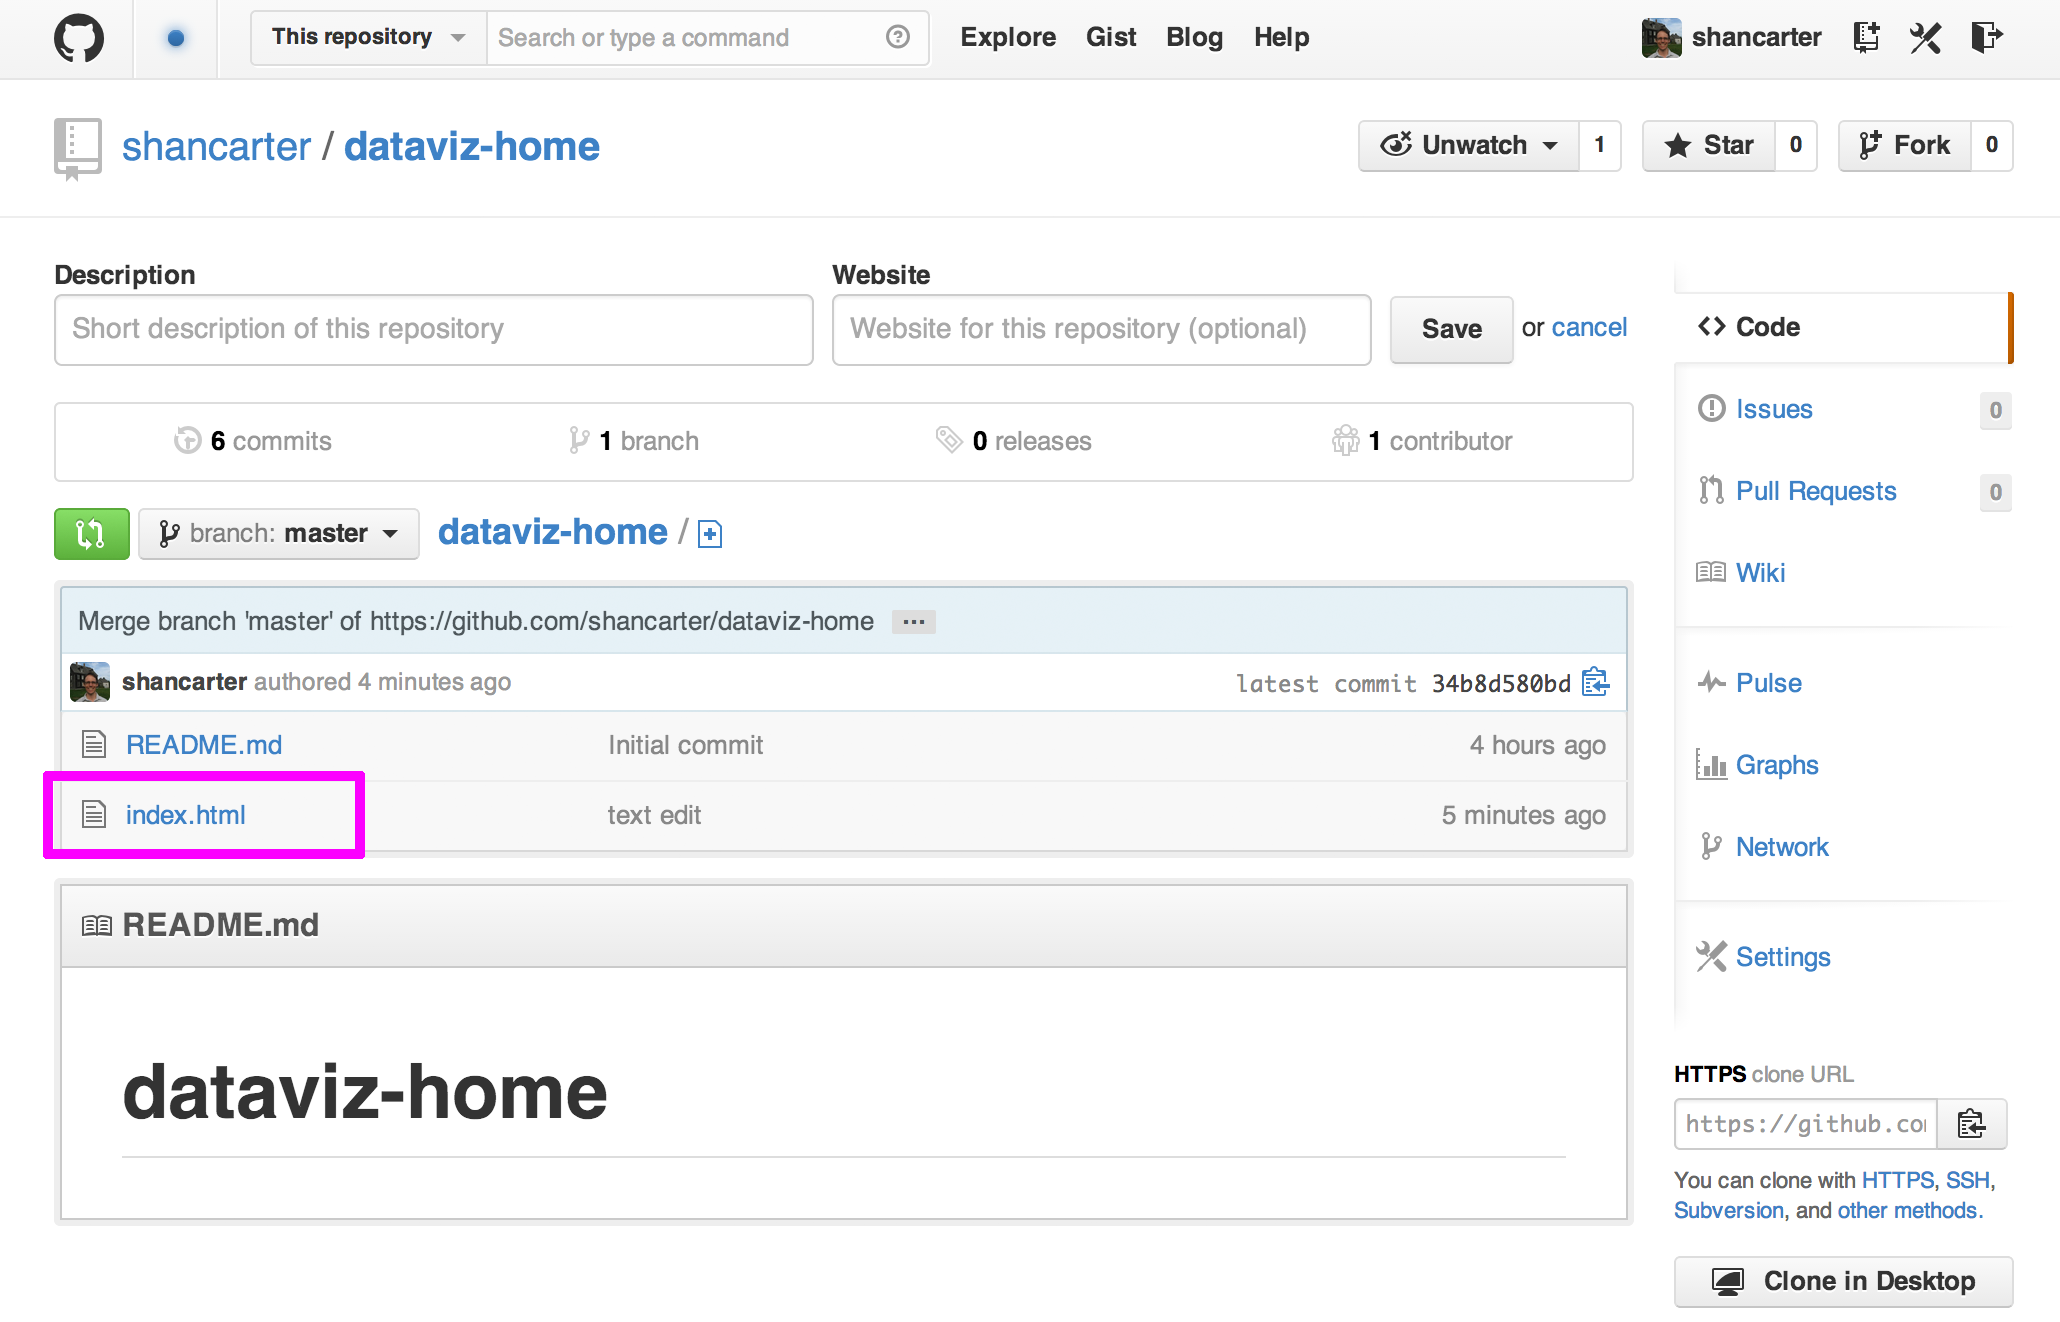 This repository Search or type a command Explore Gist Blog Help shancarter
shancarter / dataviz-home Unwatch 1 Star 0 Fork 0
Description Website
Short description of this repository Website for this repository (optional) Save or cancel
6 commits 1 branch 0 releases 1 contributor
branch: master dataviz-home /
Merge branch 'master' of https://github.com/shancarter/dataviz-home ...
shancarter authored 4 minutes ago latest commit 34b8d580bd
README.md Initial commit 4 hours ago
index.html text edit 5 minutes ago
README.md
dataviz-home
Code
Issues 0
Pull Requests 0
Wiki
Pulse
Graphs
Network
Settings
HTTPS clone URL
https://github.co
You can clone with HTTPS, SSH,
Subversion, and other methods.
Clone in Desktop